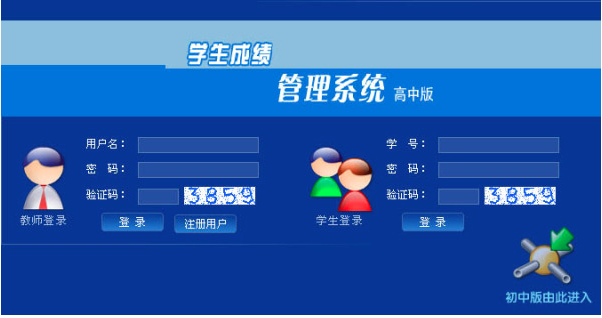 学生成绩
管理系统 高中版
用户名：
密 码：
验证码： 3859
教师登录
登 录 注册用户
学 号：
密 码：
验证码： 3859
学生登录
登 录
初中版由此进入